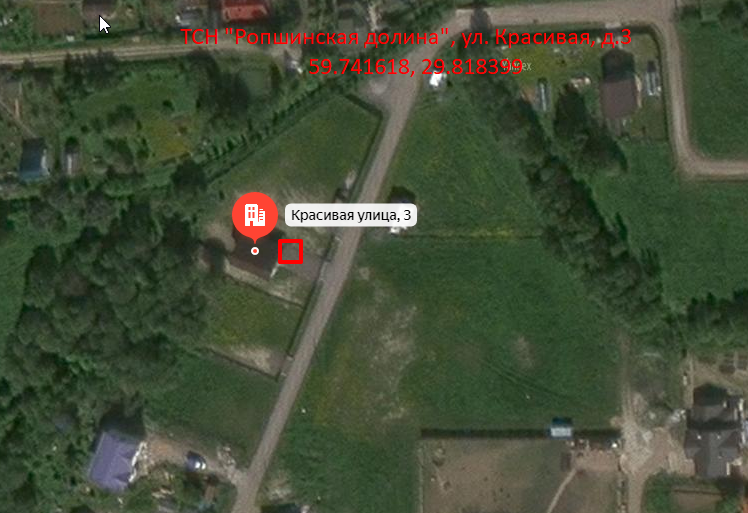 ТСН "Ропшинская долина", ул. Красивая, д.3
59.741618, 29.818399
Красивая улица, 3